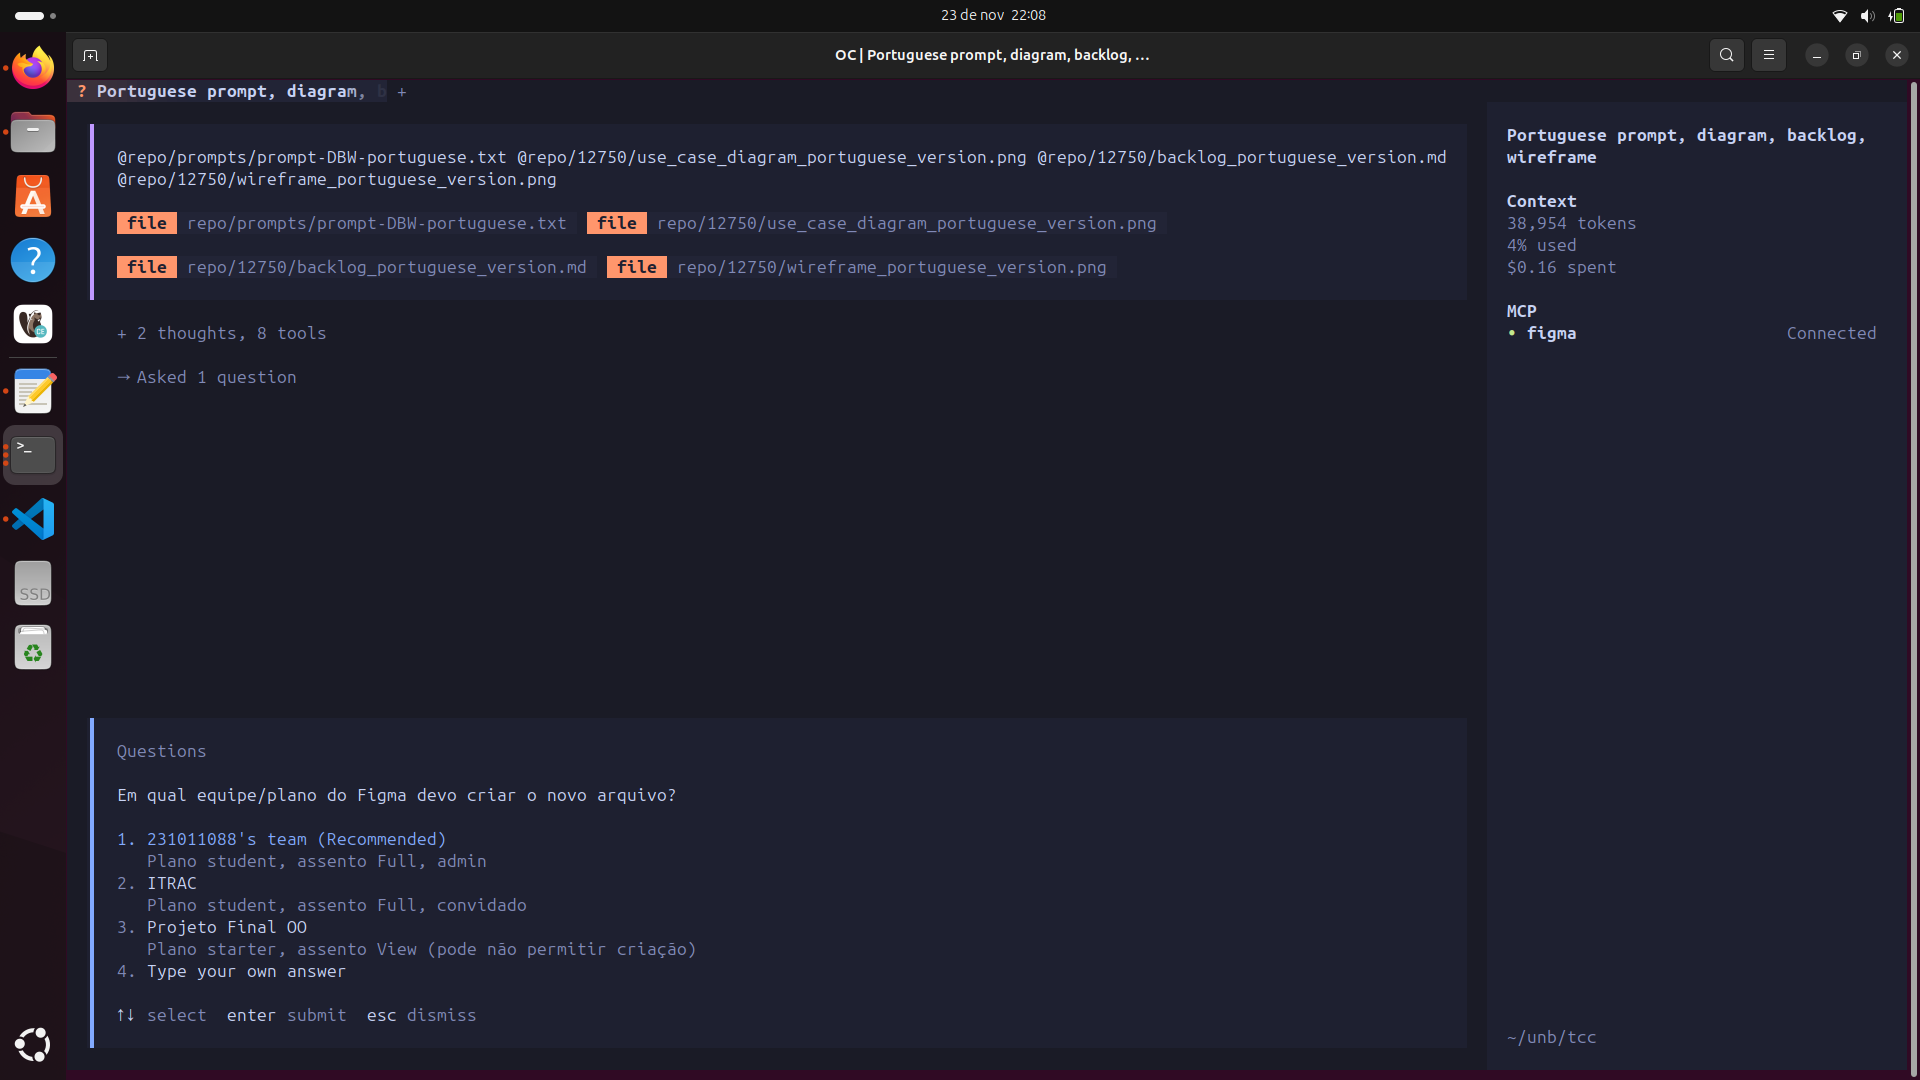 23 de nov 22:08
OC | Portuguese prompt, diagram, backlog, ...
? Portuguese prompt, diagram, b +
@repo/prompts/prompt-DBW-portuguese.txt @repo/12750/use_case_diagram_portuguese_version.png @repo/12750/backlog_portuguese_version.md
@repo/12750/wireframe_portuguese_version.png
file repo/prompts/prompt-DBW-portuguese.txt file repo/12750/use_case_diagram_portuguese_version.png
file repo/12750/backlog_portuguese_version.md file repo/12750/wireframe_portuguese_version.png
+ 2 thoughts, 8 tools
→ Asked 1 question
Questions
Em qual equipe/plano do Figma devo criar o novo arquivo?
1. 231011088's team (Recommended)
Plano student, assento Full, admin
2. ITRAC
Plano student, assento Full, convidado
3. Projeto Final OO
Plano starter, assento View (pode não permitir criação)
4. Type your own answer
↑↓ select enter submit esc dismiss
Portuguese prompt, diagram, backlog,
wireframe
Context
38,954 tokens
4% used
$0.16 spent
MCP
• figma Connected
~/unb/tcc
>_
SSD
CE